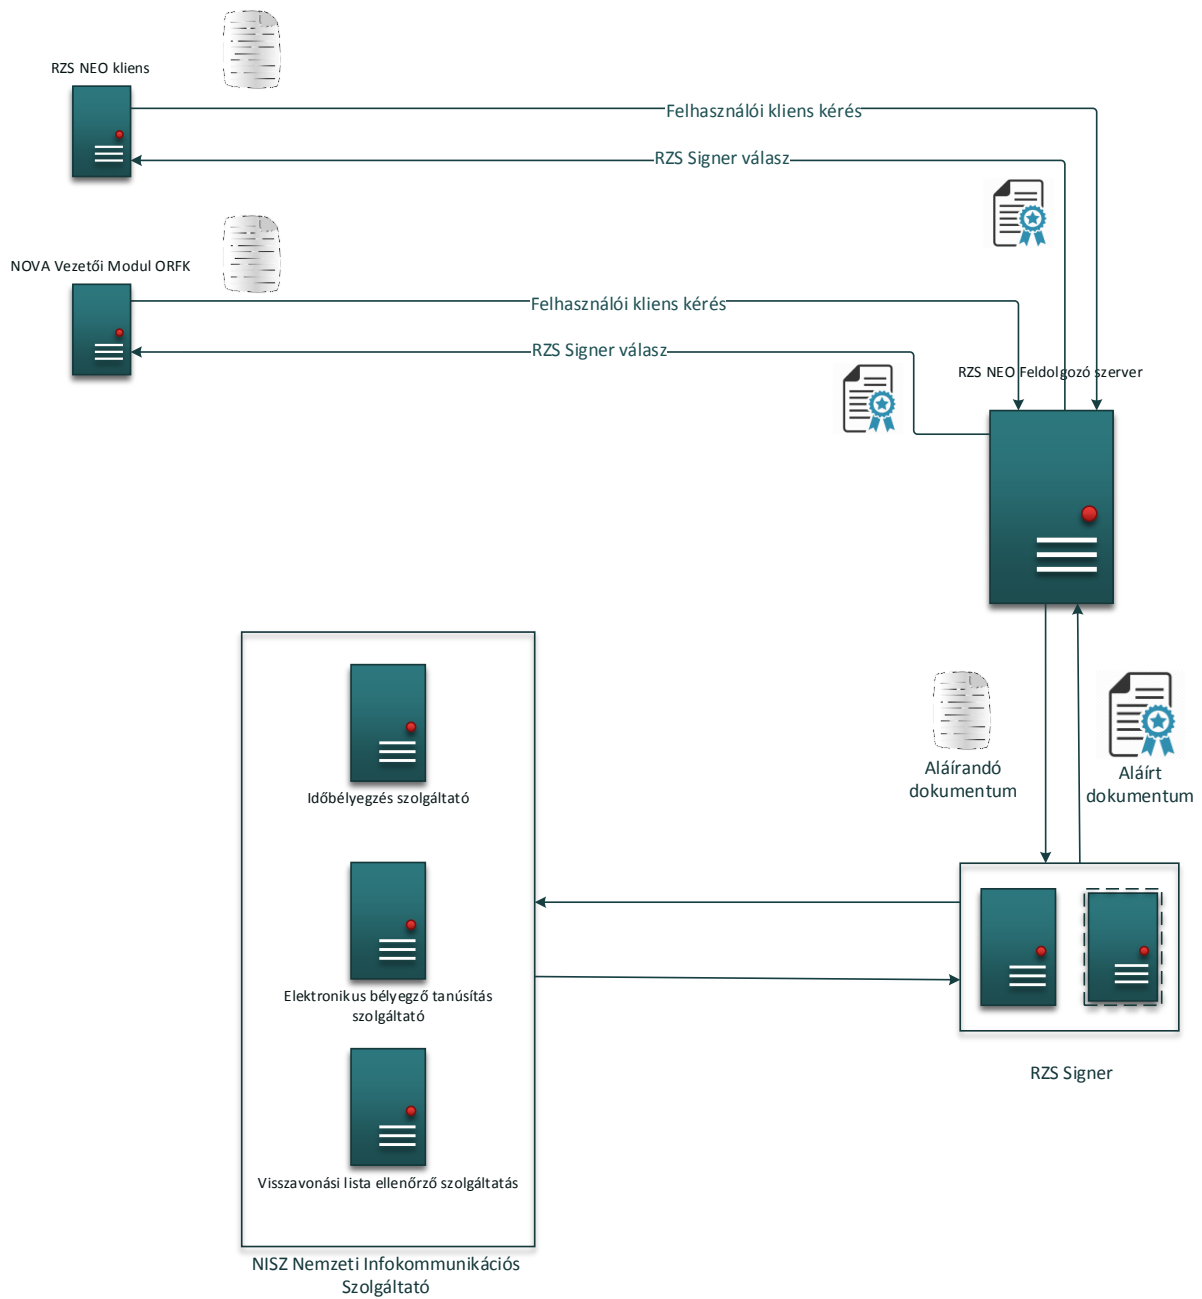 RZS NEO kliens
Felhasználói kliens kérés
RZS Signer válasz
NOVA Vezetői Modul ORFK
Felhasználói kliens kérés
RZS Signer válasz
RZS NEO Feldolgozó szerver
Aláírandó
dokumentum
Aláírt
dokumentum
Időbélyegzés szolgáltató
Elektronikus bélyegző tanúsítás
szolgáltató
RZS Signer
Visszavonási lista ellenőrző szolgáltatás
NISZ Nemzeti Infokommunikációs
Szolgáltató